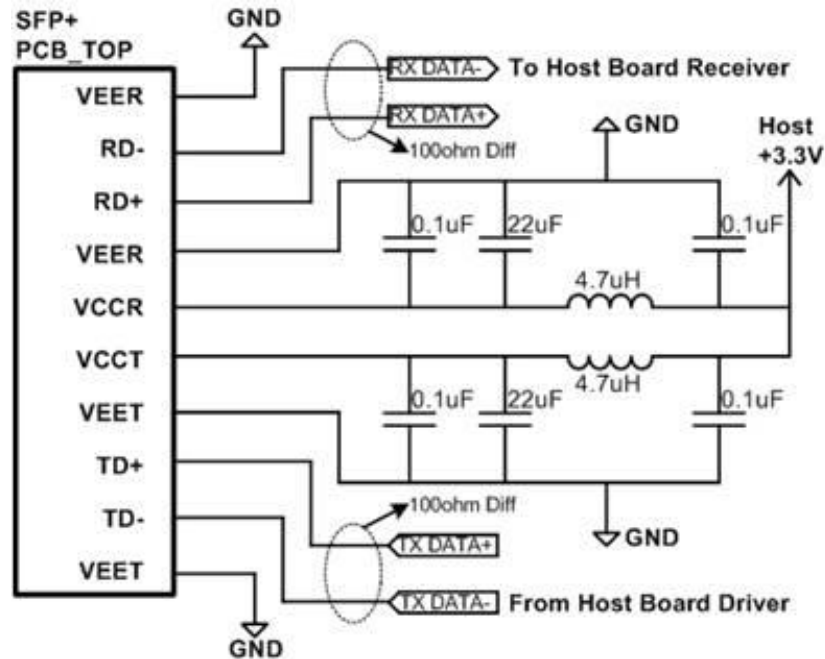 SFP+
PCB_TOP
GND
VEER
RD-
RD+
VEER
VCCR
VCCT
VEET
TD+
TD-
VEET
RX DATA-
To Host Board Receiver
RX DATA+
100ohm Diff
GND
Host
+3.3V
0.1uF
22uF
0.1uF
4.7uH
4.7uH
0.1uF
22uF
0.1uF
100ohm Diff
TX DATA+
GND
TX DATA-
From Host Board Driver
GND